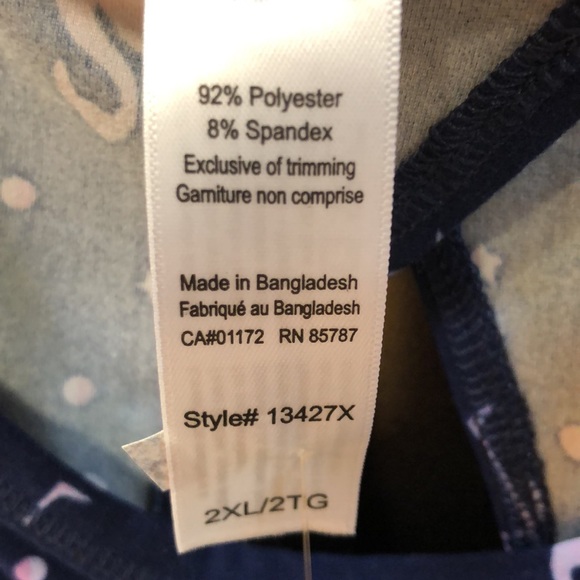 92% Polyester
8% Spandex
Exclusive of trimming
Garniture non comprise
Made in Bangladesh
Fabriqué au Bangladesh
CA#01172 RN 85787
Style# 13427X
2XL/2TG